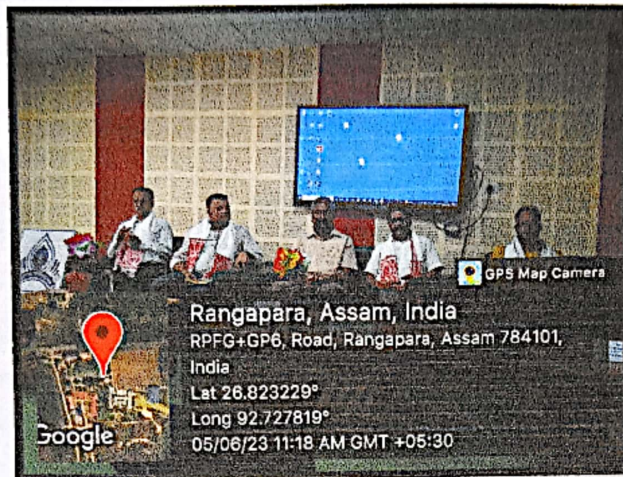 GPS Map Camera
Rangapara, Assam, India
RPFG+GP6, Road, Rangapara, Assam 784101,
India
Lat 26.823229°
Long 92.727819°
05/06/23 11:18 AM GMT +05:30
Google